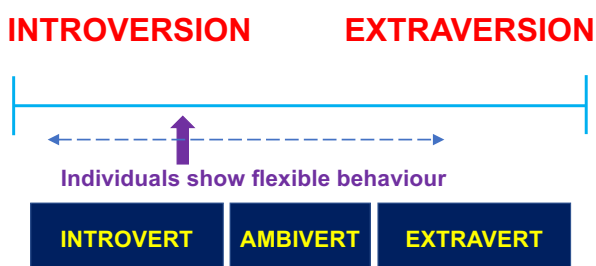 INTROVERSION EXTRAVERSION
Individuals show flexible behaviour
INTROVERT AMBIVERT EXTRAVERT